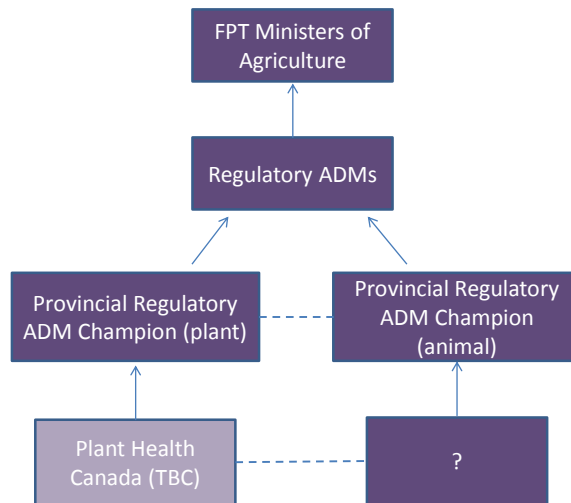 FPT Ministers of
Agriculture
Regulatory ADMs
Provincial Regulatory
ADM Champion (plant)
Provincial Regulatory
ADM Champion
(animal)
Plant Health
Canada (TBC)
?